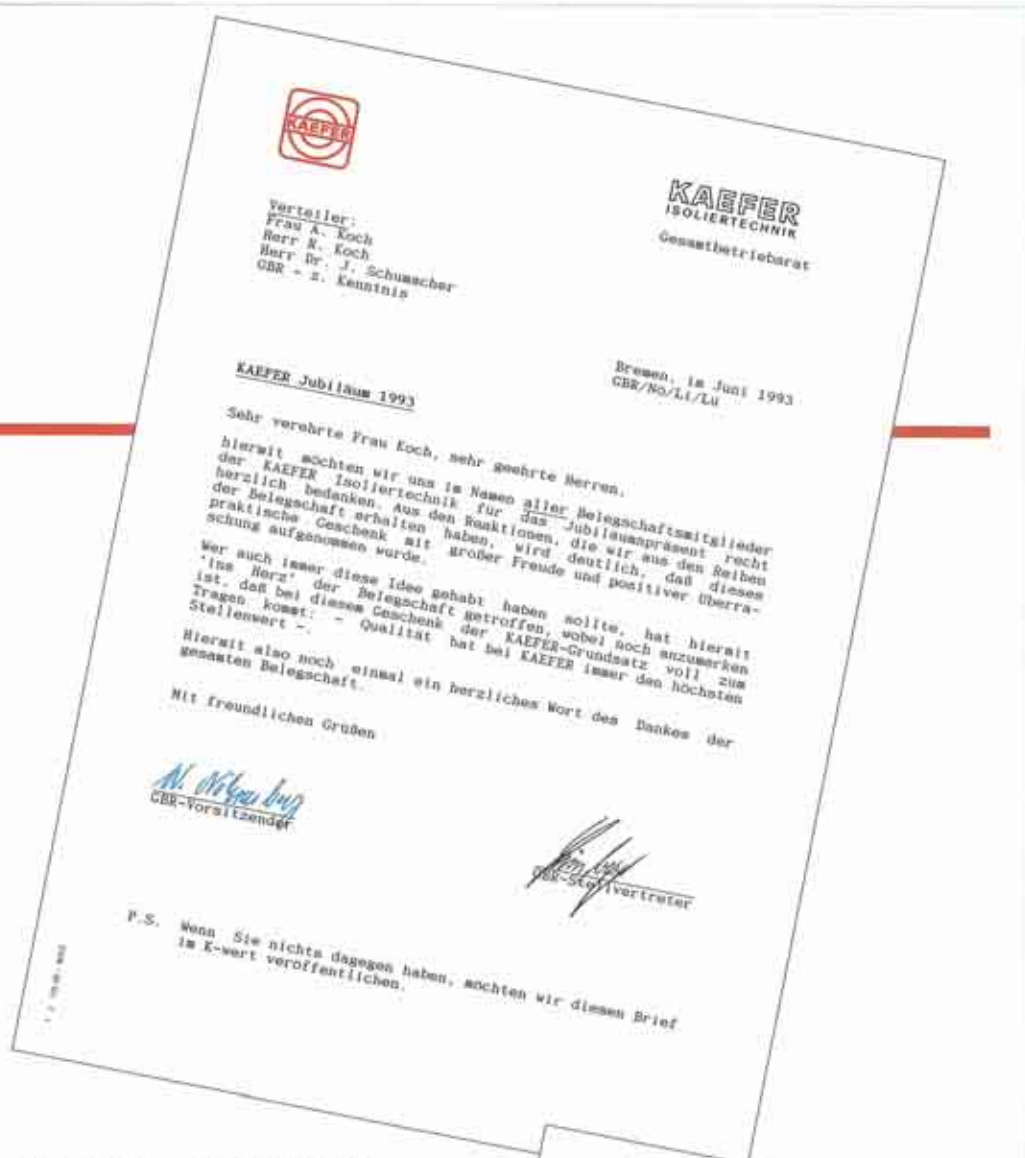 KAEFER
KAEFER
ISOLIERTECHNIK
Gesamtbetriebsrat
Verteiler:
Frau A. Koch
Herr R. Koch
Herr Dr. J. Schumacher
GBR - z. Kenntnis
Bremen, im Juni 1993
GBR/No/Li/Lu
KAEFER Jubiläum 1993
Sehr verehrte Frau Koch, sehr geehrte Herren,
hiermit möchten wir uns im Namen aller Belegschaftsmitglieder
der KAEFER Isoliertechnik für das Jubiläumspräsent recht
herzlich bedanken. Aus den Reaktionen, die wir aus den Reihen
der Belegschaft erhalten haben, wird deutlich, daß dieses
praktische Geschenk mit großer Freude und positiver Überra-
schung aufgenommen wurde.
Wer auch immer diese Idee gehabt haben sollte, hat hiermit
'Ins Herz' der Belegschaft getroffen, wobei noch anzumerken
ist, daß bei diesem Geschenk der KAEFER-Grundsatz voll zum
Tragen kommt: - Qualität hat bei KAEFER immer den höchsten
Stellenwert -.
Hiermit also noch einmal ein herzliches Wort des Dankes der
gesamten Belegschaft.
Mit freundlichen Grüßen
GBR-Vorsitzender
GBR-Stellvertreter
P.S. Wenn Sie nichts dagegen haben, möchten wir diesen Brief
im K-wert veröffentlichen.